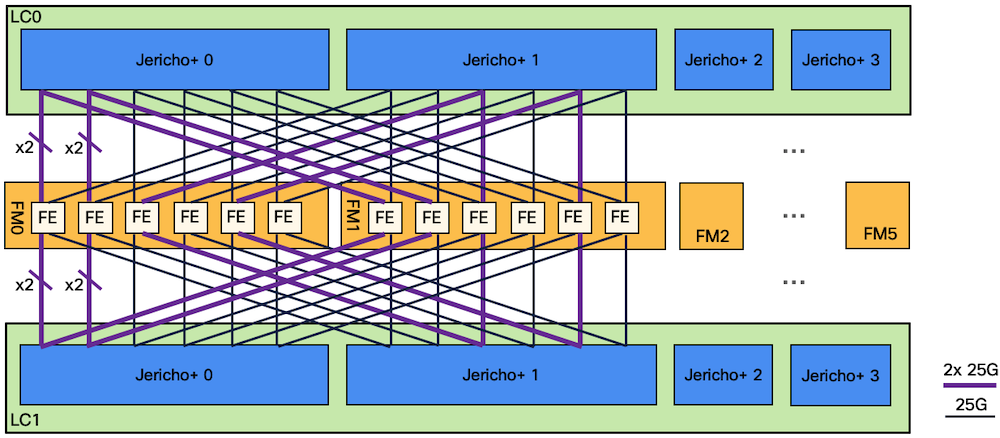 LC0
Jericho+ 0
Jericho+ 1
Jericho+ 2
Jericho+ 3
x2
x2
...
FM0
FE
FE
FE
FE
FE
FE
FM1
FE
FE
FE
FE
FE
FE
FM2
...
FM5
x2
x2
...
Jericho+ 0
Jericho+ 1
Jericho+ 2
Jericho+ 3
LC1
2x 25G
25G